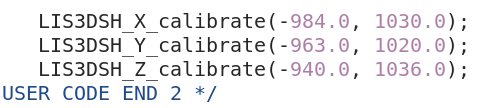 LIS3DSH_X_calibrate(-984.0, 1030.0);
LIS3DSH_Y_calibrate(-963.0, 1020.0);
LIS3DSH_Z_calibrate(-940.0, 1036.0);
USER CODE END 2 */